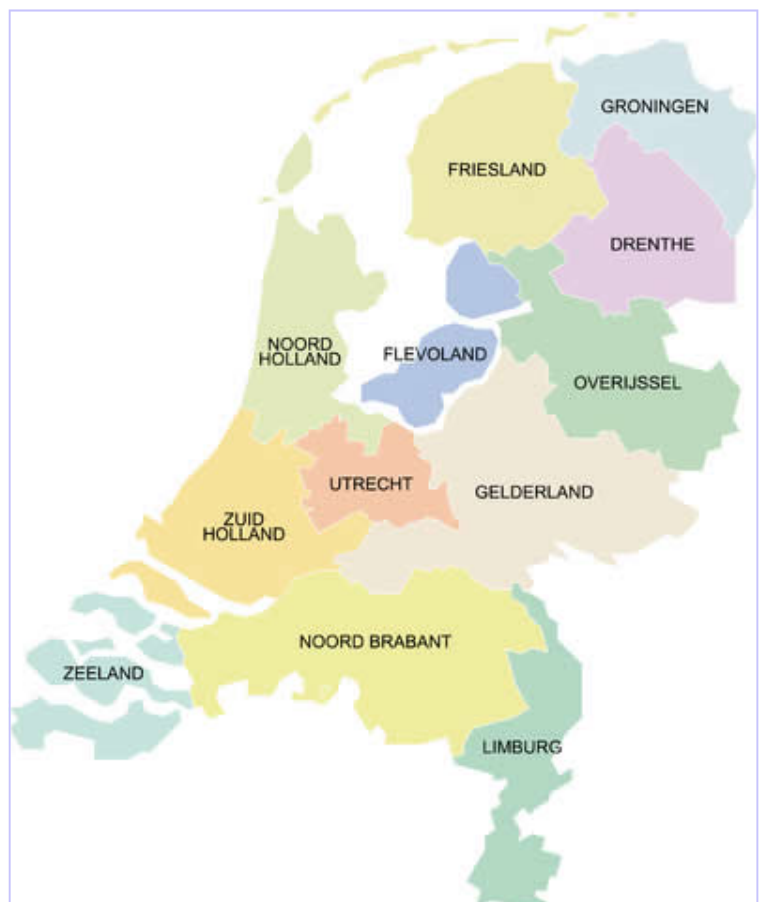 GRONINGEN
FRIESLAND
DRENTHE
NOORD
HOLLAND
FLEVOLAND
OVERIJSSEL
UTRECHT
GELDERLAND
ZUID
HOLLAND
NOORD BRABANT
ZEELAND
LIMBURG